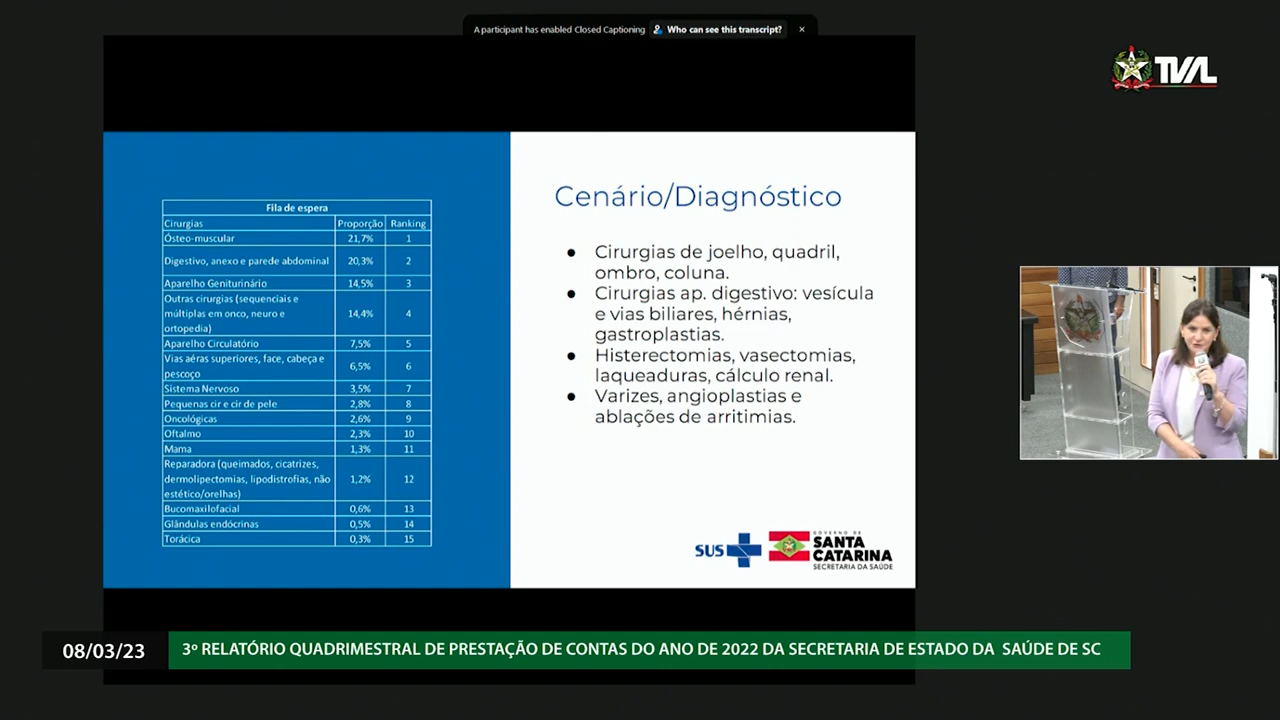 A participant has enabled Closed Captioning Who can see this transcript? ×
TVAL
Fila de espera
Cirurgias Proporção Ranking
Ósteo-muscular 21,7% 1
Digestivo, anexo e parede abdominal 20,3% 2
Aparelho Geniturinário 14,5% 3
Outras cirurgias (sequenciais e
múltiplas em onco, neuro e
ortopedia) 14,4% 4
Aparelho Circulatório 7,5% 5
Vias aéras superiores, face, cabeça e
pescoço 6,5% 6
Sistema Nervoso 3,5% 7
Pequenas cir e cir de pele 2,8% 8
Oncológicas 2,6% 9
Oftalmo 2,3% 10
Mama 1,3% 11
Reparadora (queimados, cicatrizes,
dermolipectomias, lipodistrofias, não
estético/orelhas) 1,2% 12
Bucomaxilofacial 0,6% 13
Glândulas endócrinas 0,5% 14
Torácica 0,3% 15
Cenário/Diagnóstico
● Cirurgias de joelho, quadril,
ombro, coluna.
● Cirurgias ap. digestivo: vesícula
e vias biliares, hérnias,
gastroplastias.
● Histerectomias, vasectomias,
laqueaduras, cálculo renal.
● Varizes, angioplastias e
ablações de arritimias.
SUS
GOVERNO DE
SANTA
CATARINA
SECRETARIA DA SAÚDE
08/03/23 3º RELATÓRIO QUADRIMESTRAL DE PRESTAÇÃO DE CONTAS DO ANO DE 2022 DA SECRETARIA DE ESTADO DA SAÚDE DE SC